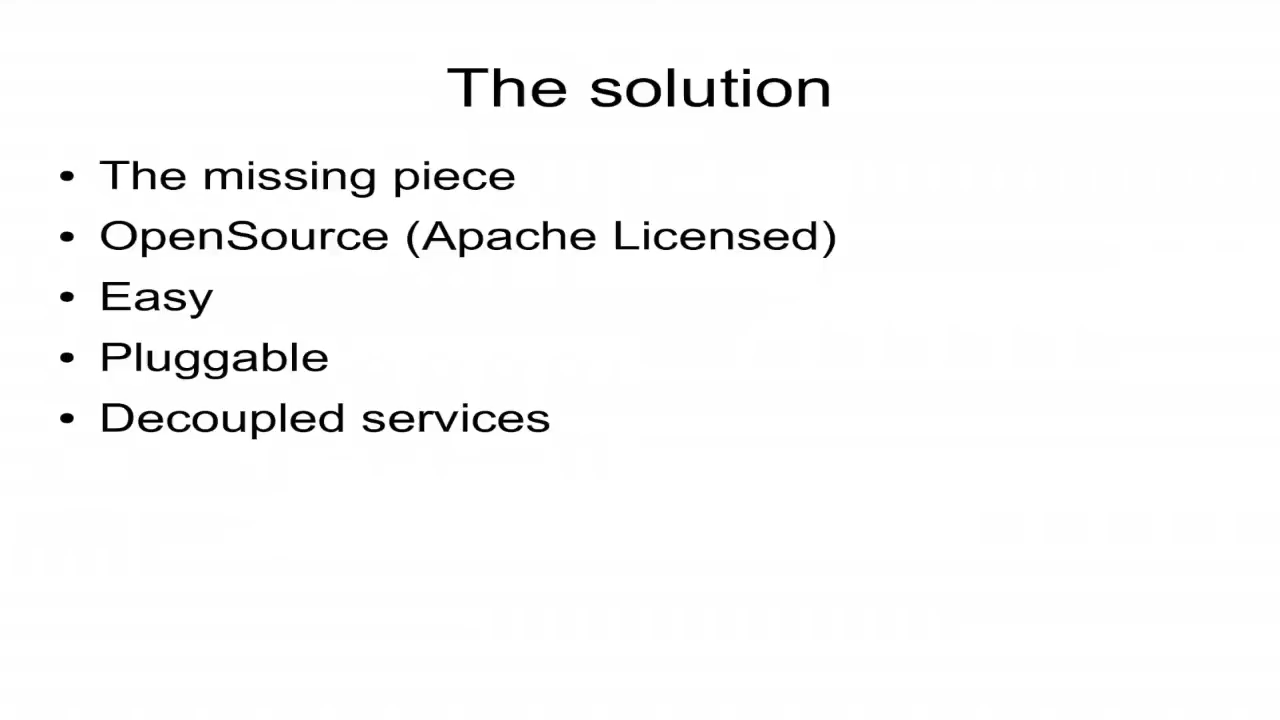 The solution
• The missing piece
• OpenSource (Apache Licensed)
• Easy
• Pluggable
• Decoupled services